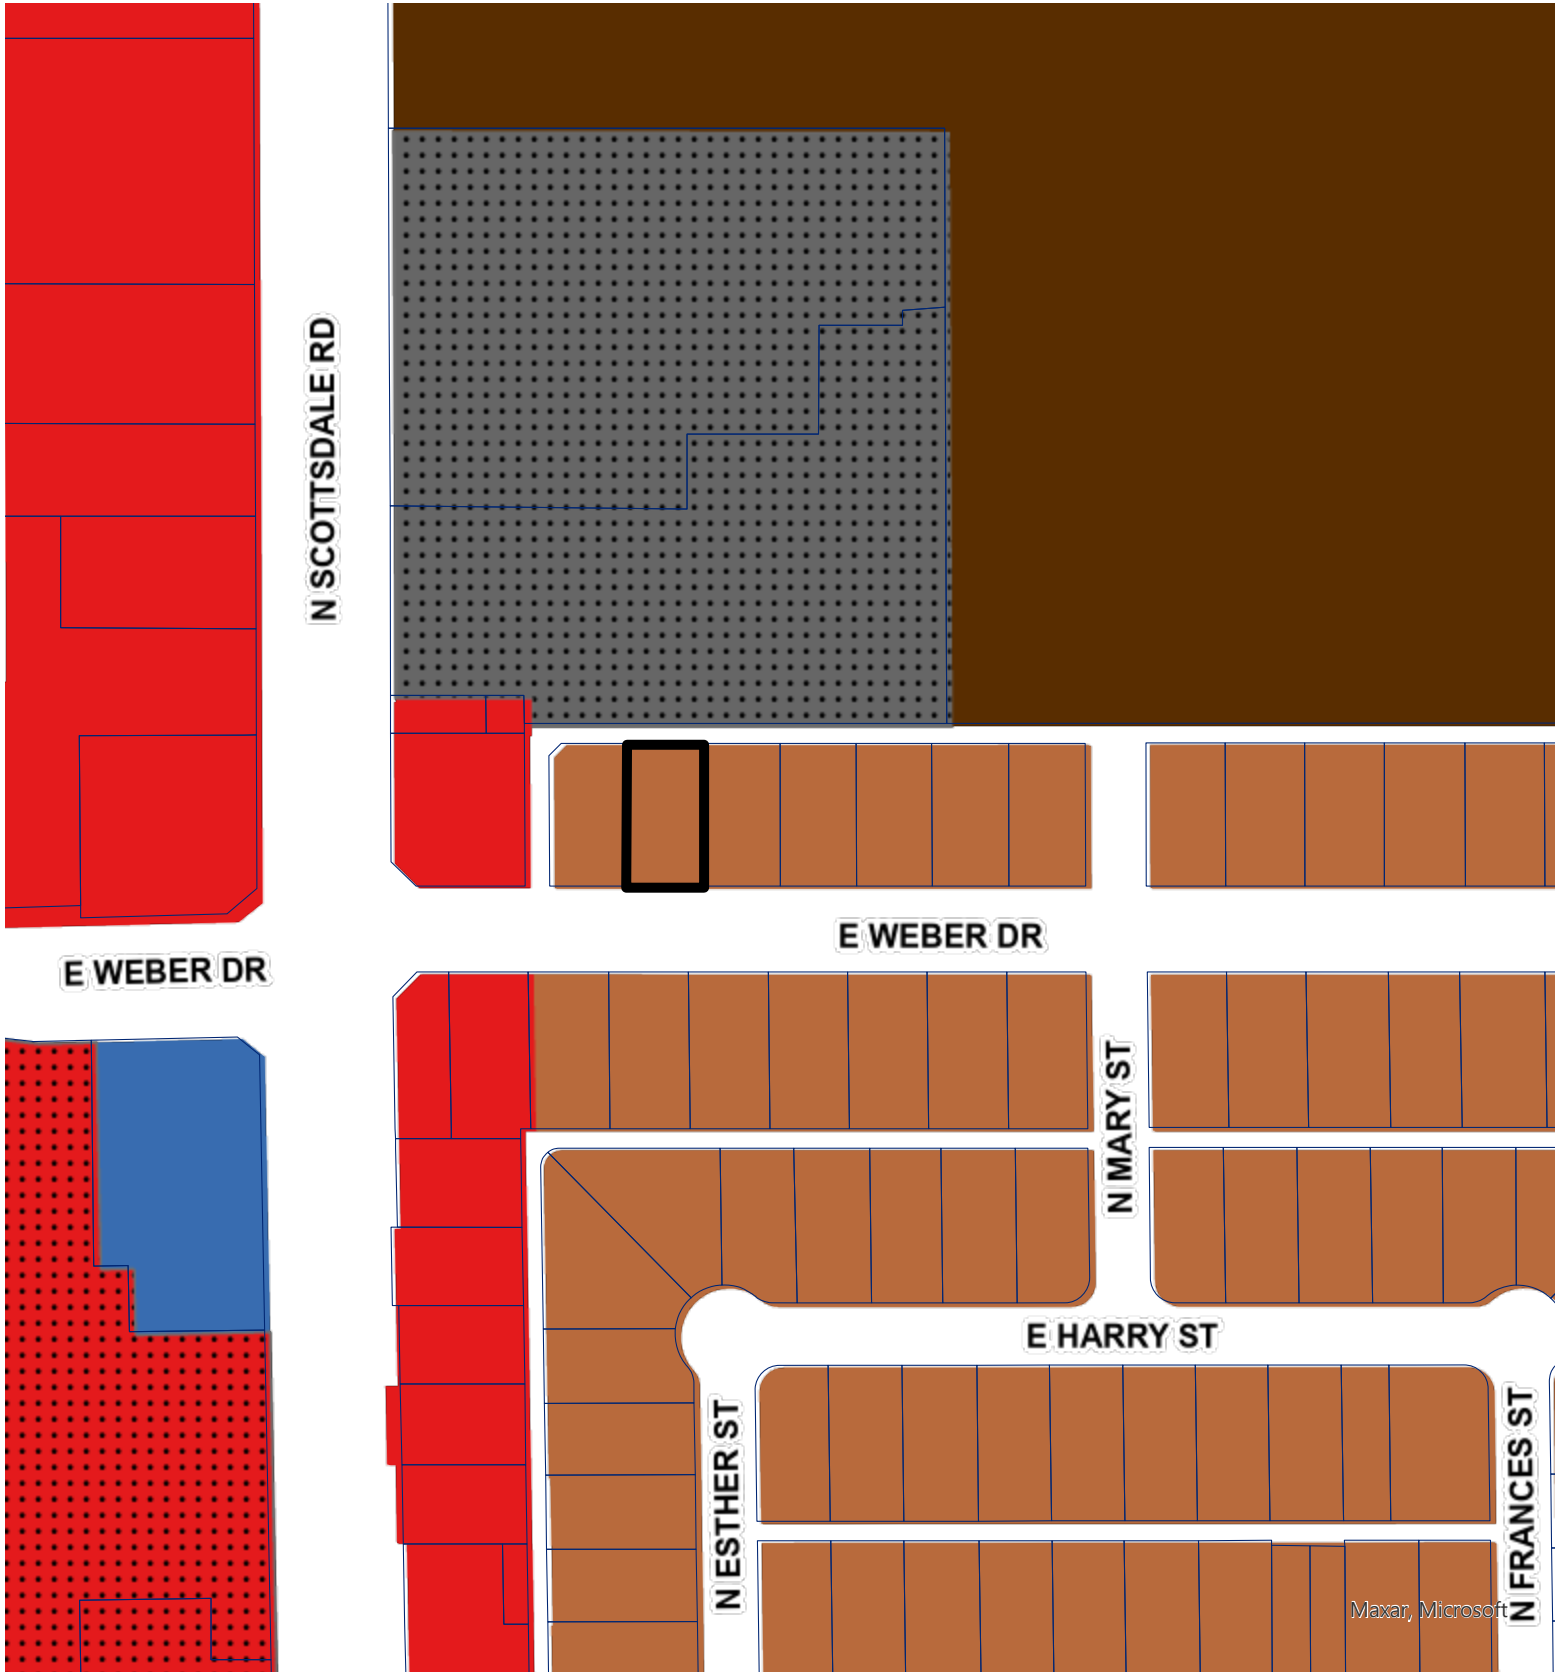 N SCOTTSDALE RD
E WEBER DR
E WEBER DR
N MARY ST
E HARRY ST
N ESTHER ST
N FRANCES ST
Maxar, Microsoft